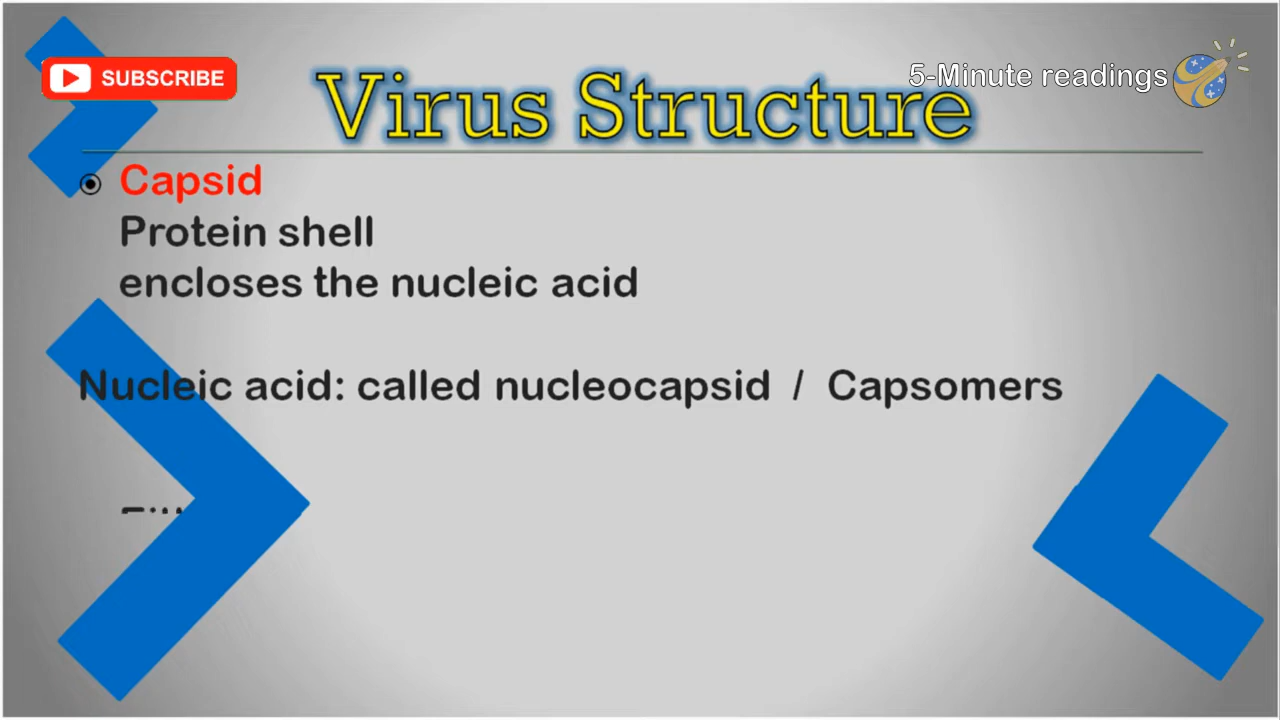 SUBSCRIBE
5-Minute readings
Virus Structure
Capsid
Protein shell
encloses the nucleic acid
Nucleic acid: called nucleocapsid / Capsomers